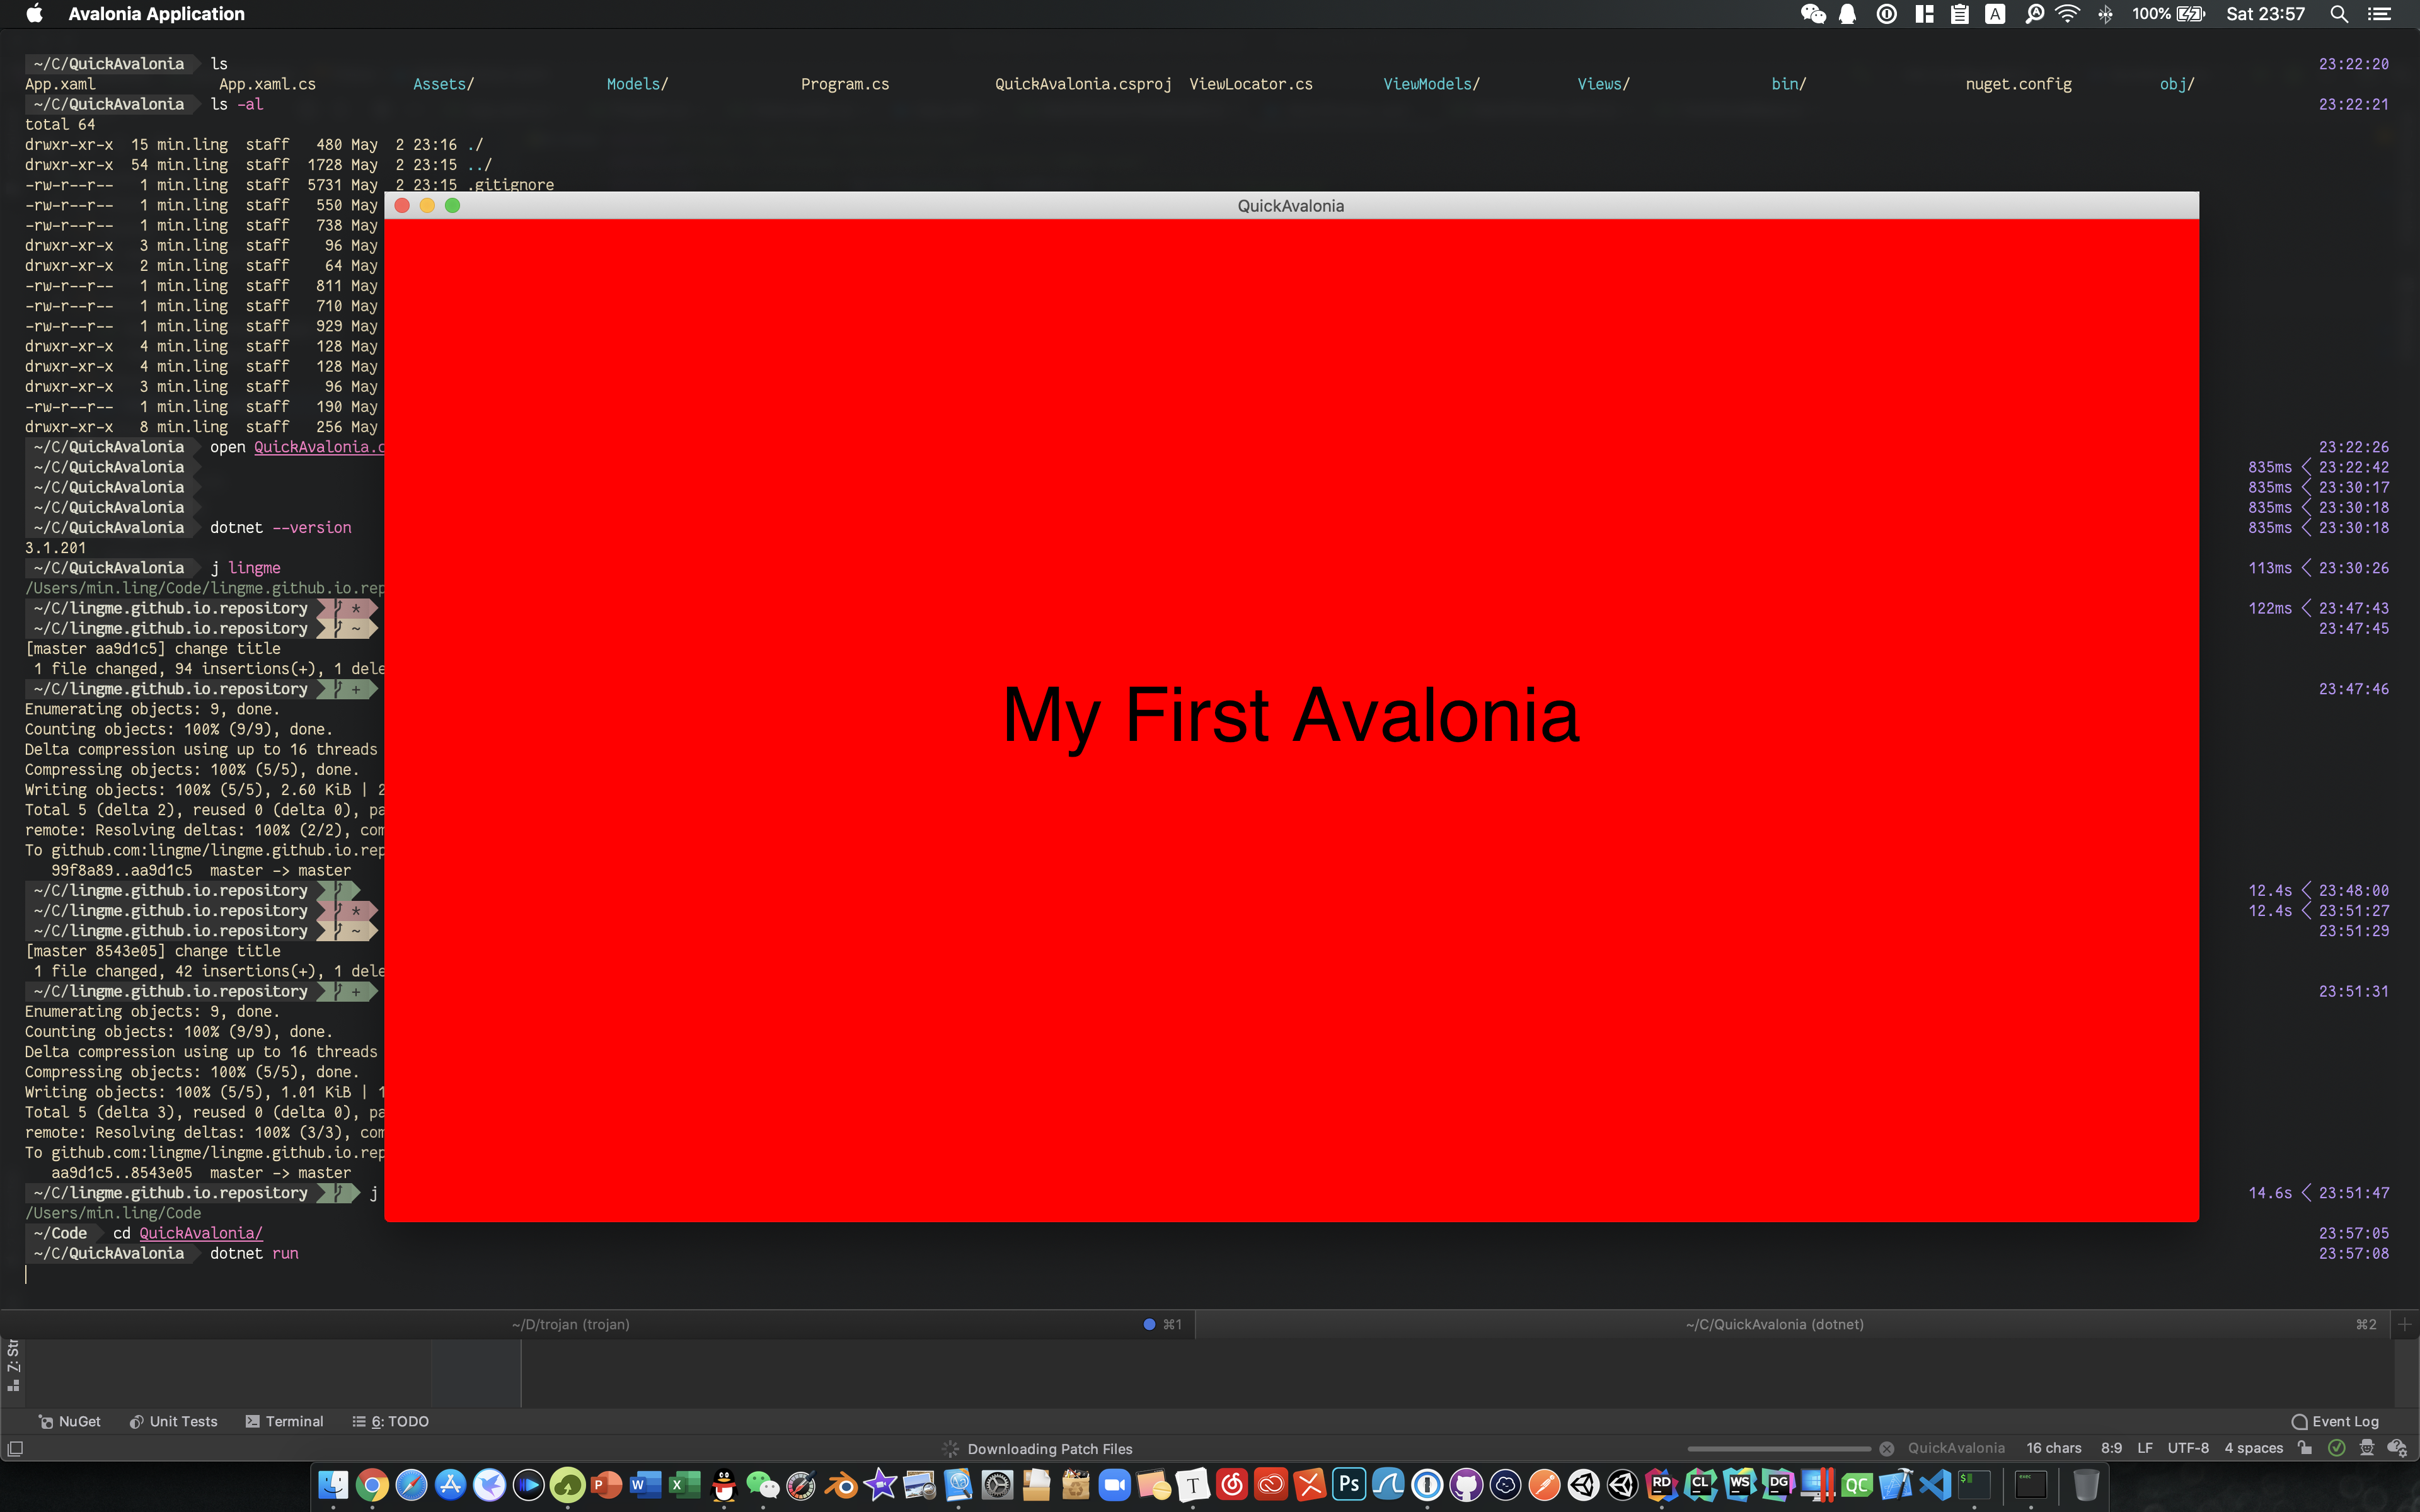 Avalonia Application
100% Sat 23:57
~/C/QuickAvalonia ls 23:22:20
App.xaml App.xaml.cs Assets/ Models/ Program.cs QuickAvalonia.csproj ViewLocator.cs ViewModels/ Views/ bin/ nuget.config obj/
~/C/QuickAvalonia ls -al 23:22:21
total 64
drwxr-xr-x 15 min.ling staff 480 May 2 23:16 ./
drwxr-xr-x 54 min.ling staff 1728 May 2 23:15 ../
-rw-r--r-- 1 min.ling staff 5731 May 2 23:15 .gitignore
-rw-r--r-- 1 min.ling staff 550 May
-rw-r--r-- 1 min.ling staff 738 May
drwxr-xr-x 3 min.ling staff 96 May
drwxr-xr-x 2 min.ling staff 64 May
-rw-r--r-- 1 min.ling staff 811 May
-rw-r--r-- 1 min.ling staff 710 May
-rw-r--r-- 1 min.ling staff 929 May
drwxr-xr-x 4 min.ling staff 128 May
drwxr-xr-x 4 min.ling staff 128 May
drwxr-xr-x 3 min.ling staff 96 May
-rw-r--r-- 1 min.ling staff 190 May
drwxr-xr-x 8 min.ling staff 256 May
~/C/QuickAvalonia open QuickAvalonia.c 23:22:26
~/C/QuickAvalonia 835ms < 23:22:42
~/C/QuickAvalonia 835ms < 23:30:17
~/C/QuickAvalonia 835ms < 23:30:18
~/C/QuickAvalonia dotnet --version 835ms < 23:30:18
3.1.201
~/C/QuickAvalonia j lingme 113ms < 23:30:26
/Users/min.ling/Code/lingme.github.io.rep
~/C/lingme.github.io.repository * 122ms < 23:47:43
~/C/lingme.github.io.repository ~ 23:47:45
[master aa9d1c5] change title
1 file changed, 94 insertions(+), 1 dele
~/C/lingme.github.io.repository + 23:47:46
Enumerating objects: 9, done.
Counting objects: 100% (9/9), done.
Delta compression using up to 16 threads
Compressing objects: 100% (5/5), done.
Writing objects: 100% (5/5), 2.60 KiB | 2
Total 5 (delta 2), reused 0 (delta 0), pa
remote: Resolving deltas: 100% (2/2), com
To github.com:lingme/lingme.github.io.rep
99f8a89..aa9d1c5 master -> master
~/C/lingme.github.io.repository 12.4s < 23:48:00
~/C/lingme.github.io.repository * 12.4s < 23:51:27
~/C/lingme.github.io.repository ~ 23:51:29
[master 8543e05] change title
1 file changed, 42 insertions(+), 1 dele
~/C/lingme.github.io.repository + 23:51:31
Enumerating objects: 9, done.
Counting objects: 100% (9/9), done.
Delta compression using up to 16 threads
Compressing objects: 100% (5/5), done.
Writing objects: 100% (5/5), 1.01 KiB | 1
Total 5 (delta 3), reused 0 (delta 0), pa
remote: Resolving deltas: 100% (3/3), com
To github.com:lingme/lingme.github.io.rep
aa9d1c5..8543e05 master -> master
~/C/lingme.github.io.repository j 14.6s < 23:51:47
/Users/min.ling/Code
~/Code cd QuickAvalonia/ 23:57:05
~/C/QuickAvalonia dotnet run 23:57:08
QuickAvalonia
My First Avalonia
~/D/trojan (trojan) ⌘1
~/C/QuickAvalonia (dotnet) ⌘2
Z: Str
NuGet Unit Tests Terminal 6: TODO Event Log
Downloading Patch Files QuickAvalonia 16 chars 8:9 LF UTF-8 4 spaces
P W X T Ps RD CL WS DG QC